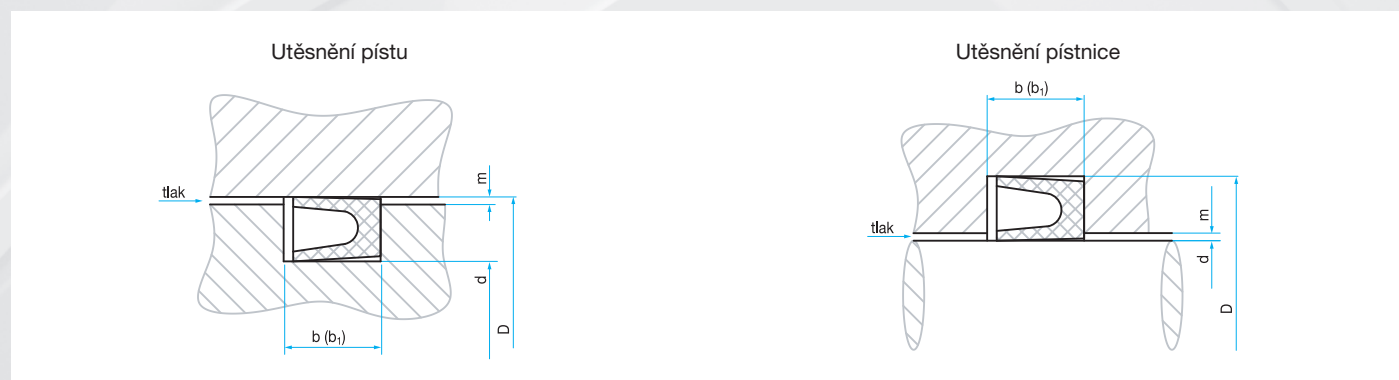 Utěsnění pístu
tlak
m
d
D
b (b₁)
Utěsnění pístnice
b (b₁)
tlak
m
d
D